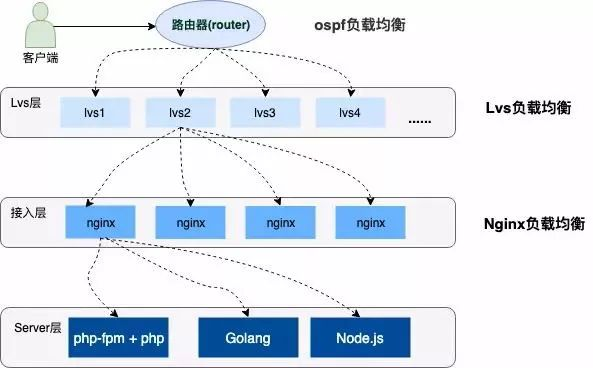 路由器(router)
ospf负载均衡
客户端
Lvs层
lvs1
lvs2
lvs3
lvs4
......
Lvs负载均衡
接入层
nginx
nginx
nginx
nginx
Nginx负载均衡
Server层
php-fpm + php
Golang
Node.js